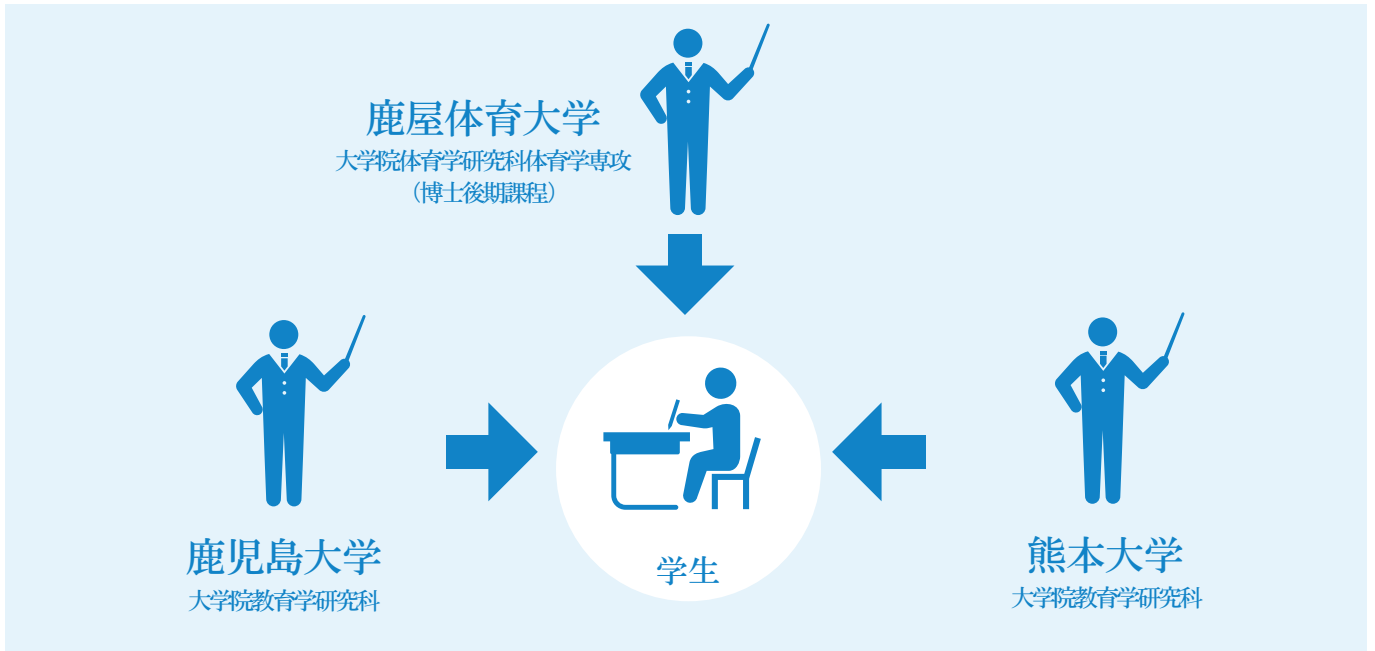 鹿屋体育大学
大学院体育学研究科体育学専攻
（博士後期課程）
鹿児島大学
大学院教育学研究科
学生
熊本大学
大学院教育学研究科